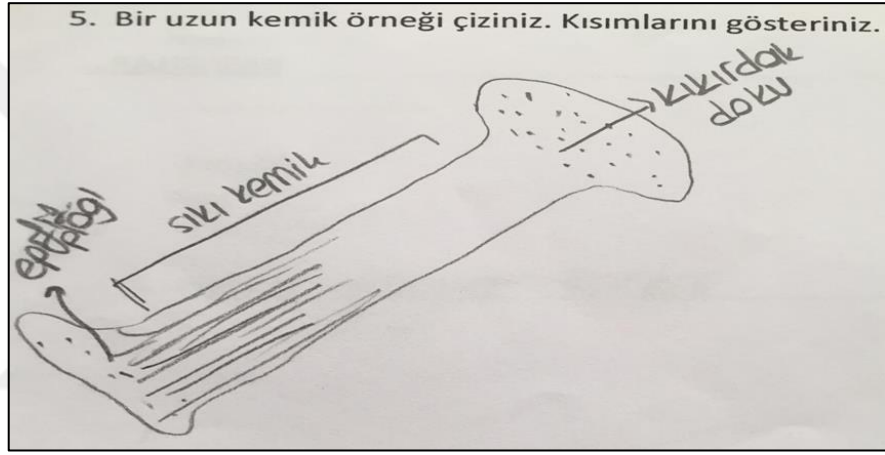 5. Bir uzun kemik örneği çiziniz. Kısımlarını gösteriniz.
kıkırdak
doku
sıkı kemik